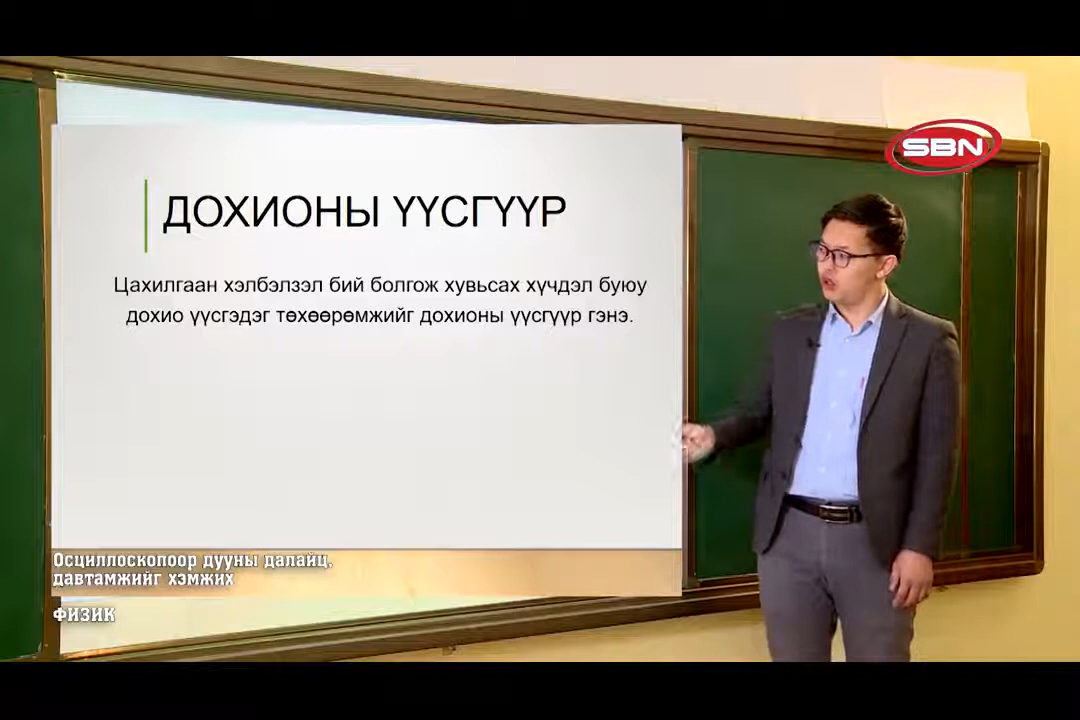 SBN
ДОХИОНЫ ҮҮСГҮҮР
Цахилгаан хэлбэлзэл бий болгож хувьсах хүчдэл буюу
дохио үүсгэдэг төхөөрөмжийг дохионы үүсгүүр гэнэ.
Осциллоскопоор дууны далайц,
давтамжийг хэмжих
ФИЗИК